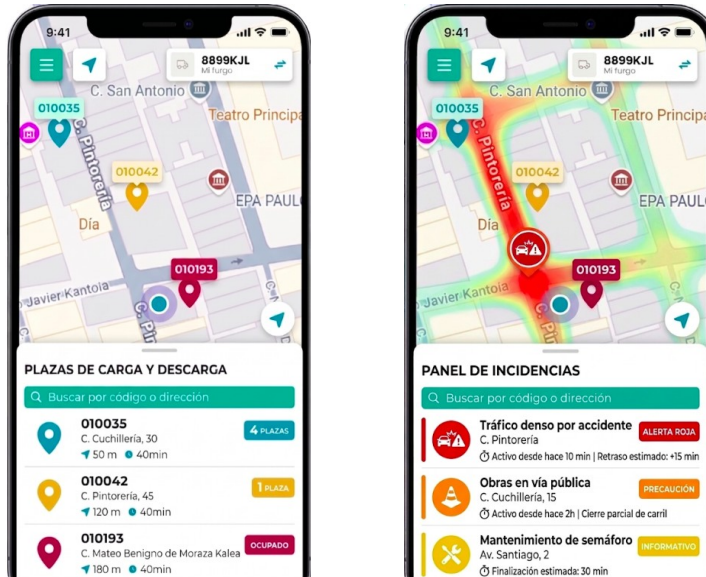 9:41
8899KJL
Mi furgo
C. San Antonio
Teatro Principa
010035
C. Pintorería
010042
EPA PAUL
Día
010193
Javier Kantoia
C. Pin
PLAZAS DE CARGA Y DESCARGA
Buscar por código o dirección
010035
C. Cuchillería, 30
50 m 40min
4 PLAZAS
010042
C. Pintorería, 45
120 m 40min
1 PLAZA
010193
C. Mateo Benigno de Moraza Kalea
180 m 40min
OCUPADO
9:41
8899KJL
Mi furgo
C. San Antonio
Teatro Principa
010035
C. Pintorería
010042
EPA PAUL
Día
010193
Javier Kantoia
C. Pin
PANEL DE INCIDENCIAS
Buscar por código o dirección
Tráfico denso por accidente
C. Pintorería
ALERTA ROJA
Activo desde hace 10 min | Retraso estimado: +15 min
Obras en vía pública
C. Cuchillería, 15
PRECAUCIÓN
Activo desde hace 2h | Cierre parcial de carril
Mantenimiento de semáforo
Av. Santiago, 2
INFORMATIVO
Finalización estimada: 30 min